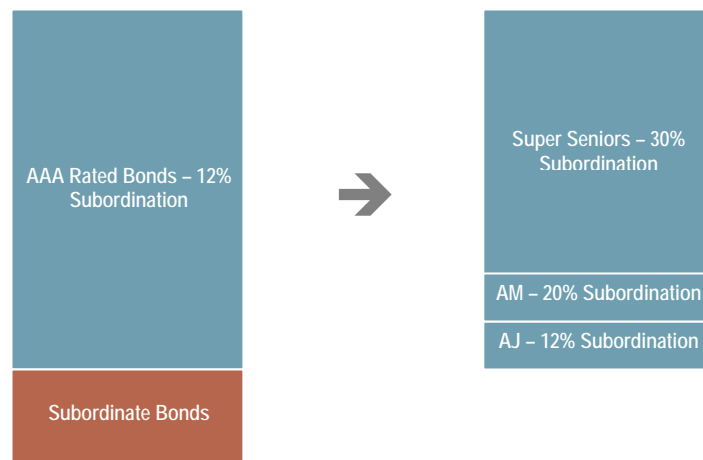 AAA Rated Bonds – 12%
Subordination
Subordinate Bonds
Super Seniors – 30%
Subordination
AM – 20% Subordination
AJ – 12% Subordination